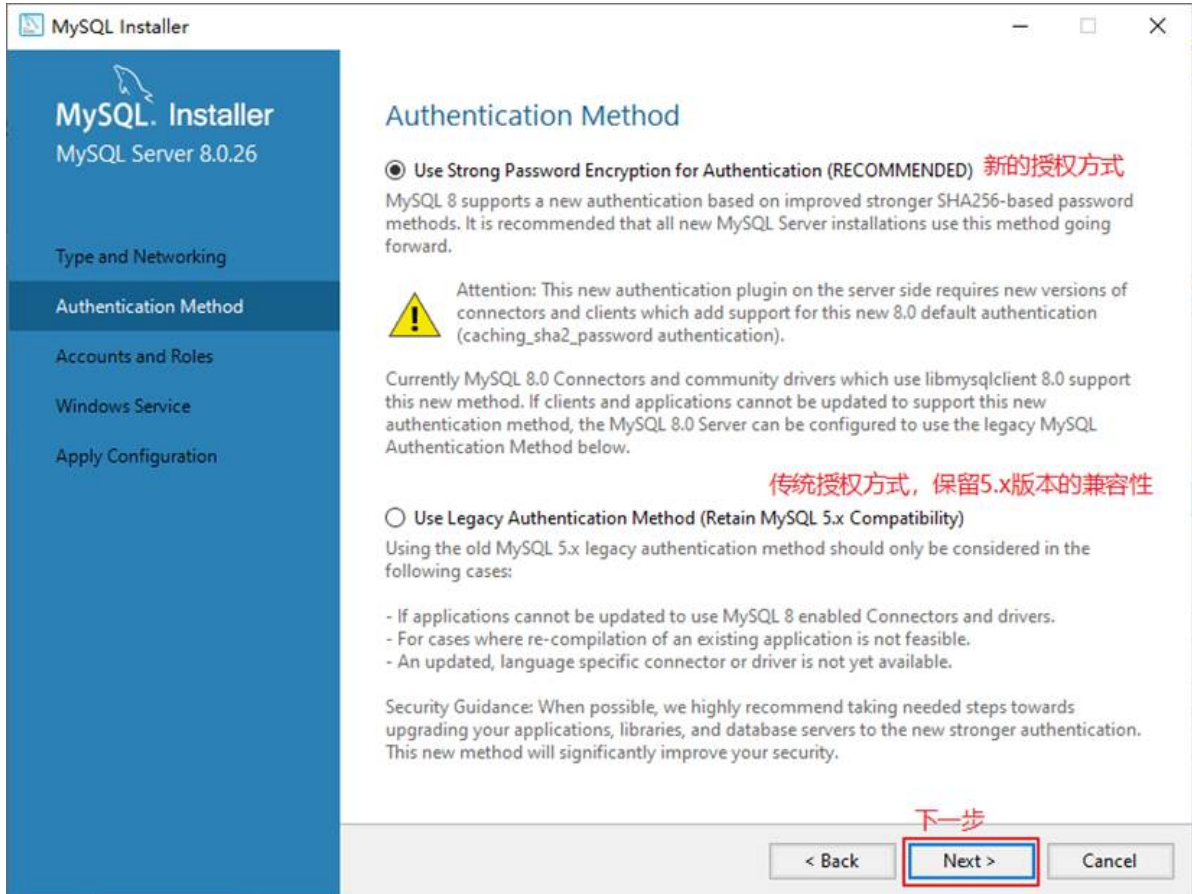 MySQL Installer
MySQL. Installer
MySQL Server 8.0.26
Type and Networking
Authentication Method
Accounts and Roles
Windows Service
Apply Configuration
Authentication Method
Use Strong Password Encryption for Authentication (RECOMMENDED) 新的授权方式
MySQL 8 supports a new authentication based on improved stronger SHA256-based password
methods. It is recommended that all new MySQL Server installations use this method going
forward.
Attention: This new authentication plugin on the server side requires new versions of
connectors and clients which add support for this new 8.0 default authentication
(caching_sha2_password authentication).
Currently MySQL 8.0 Connectors and community drivers which use libmysqlclient 8.0 support
this new method. If clients and applications cannot be updated to support this new
authentication method, the MySQL 8.0 Server can be configured to use the legacy MySQL
Authentication Method below.
传统授权方式，保留5.x版本的兼容性
Use Legacy Authentication Method (Retain MySQL 5.x Compatibility)
Using the old MySQL 5.x legacy authentication method should only be considered in the
following cases:
- If applications cannot be updated to use MySQL 8 enabled Connectors and drivers.
- For cases where re-compilation of an existing application is not feasible.
- An updated, language specific connector or driver is not yet available.
Security Guidance: When possible, we highly recommend taking needed steps towards
upgrading your applications, libraries, and database servers to the new stronger authentication.
This new method will significantly improve your security.
下一步
< Back Next > Cancel